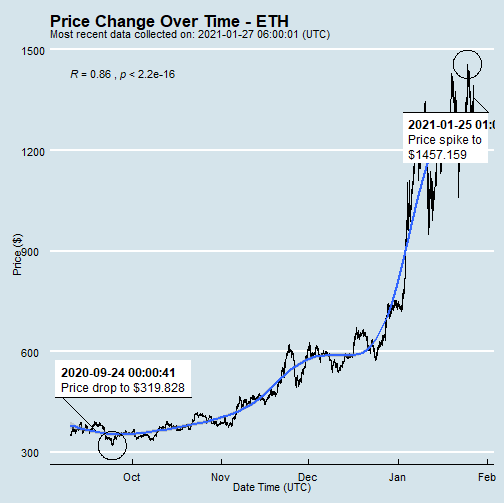 Price Change Over Time - ETH
Most recent data collected on: 2021-01-27 06:00:01 (UTC)
R = 0.86 , p < 2.2e-16
1500
1200
900
600
300
Price ($)
2021-01-25 01:0
Price spike to
$1457.159
2020-09-24 00:00:41
Price drop to $319.828
Oct
Nov
Dec
Jan
Feb
Date Time (UTC)